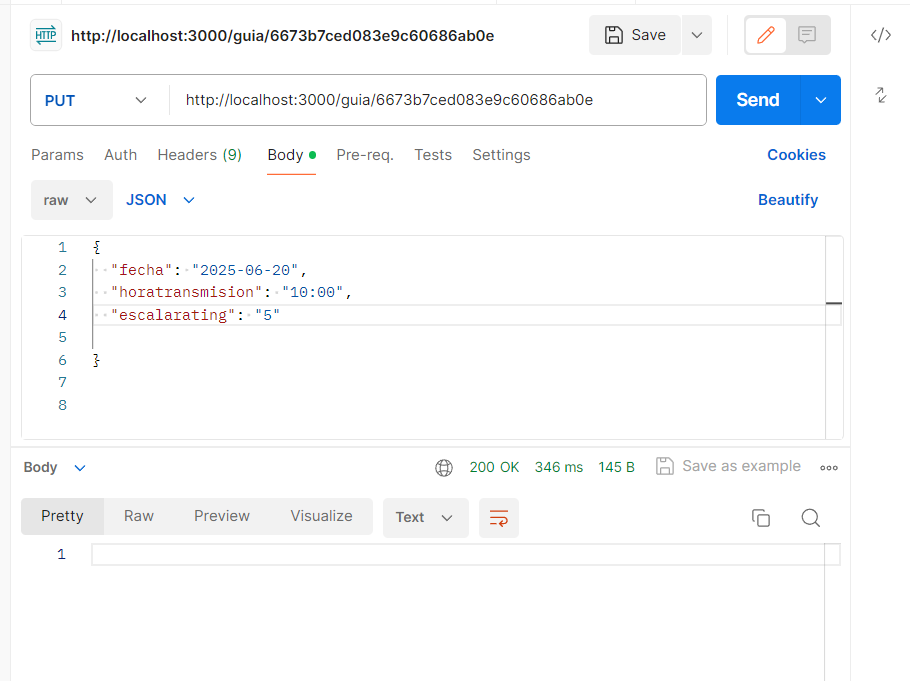 HTTP http://localhost:3000/guia/6673b7ced083e9c60686ab0e Save
PUT http://localhost:3000/guia/6673b7ced083e9c60686ab0e Send
Params Auth Headers (9) Body Pre-req. Tests Settings Cookies
raw JSON Beautify
1 {
2 "fecha": "2025-06-20",
3 "horatransmision": "10:00",
4 "escalarating": "5"
5
6 }
7
8
Body 200 OK 346 ms 145 B Save as example
Pretty Raw Preview Visualize Text
1